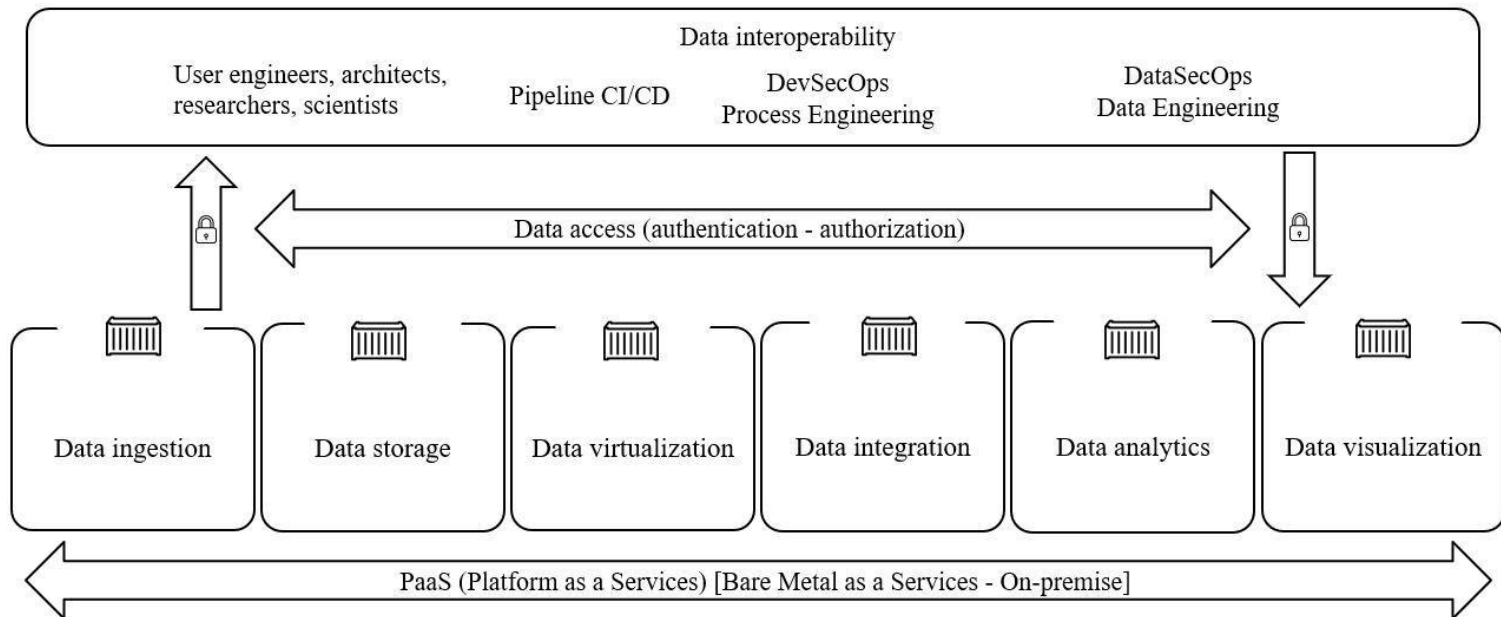 Data interoperability
User engineers, architects,
researchers, scientists
Pipeline CI/CD
DevSecOps
Process Engineering
DataSecOps
Data Engineering
Data access (authentication - authorization)
Data ingestion
Data storage
Data virtualization
Data integration
Data analytics
Data visualization
PaaS (Platform as a Services) [Bare Metal as a Services - On-premise]